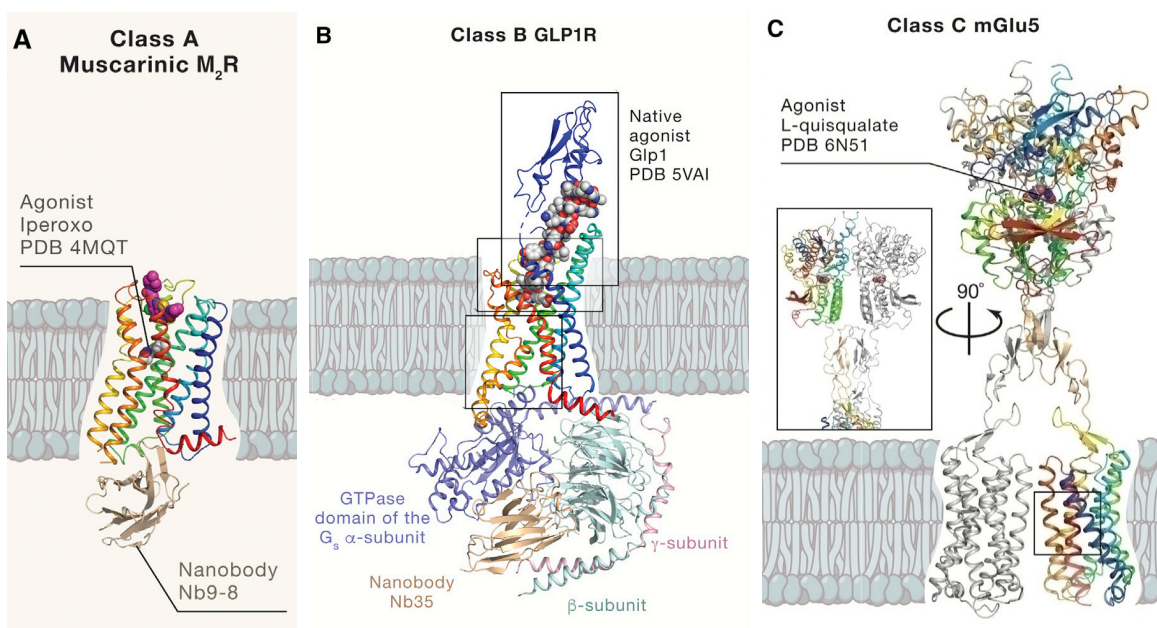 A
Class A
Muscarinic M₂R
Agonist
Iperoxo
PDB 4MQT
Nanobody
Nb9-8
B
Class B GLP1R
Native
agonist
Glp1
PDB 5VAI
GTPase
domain of the
Gₛ α-subunit
Nanobody
Nb35
γ-subunit
β-subunit
C
Class C mGlu5
Agonist
L-quisqualate
PDB 6N51
90°